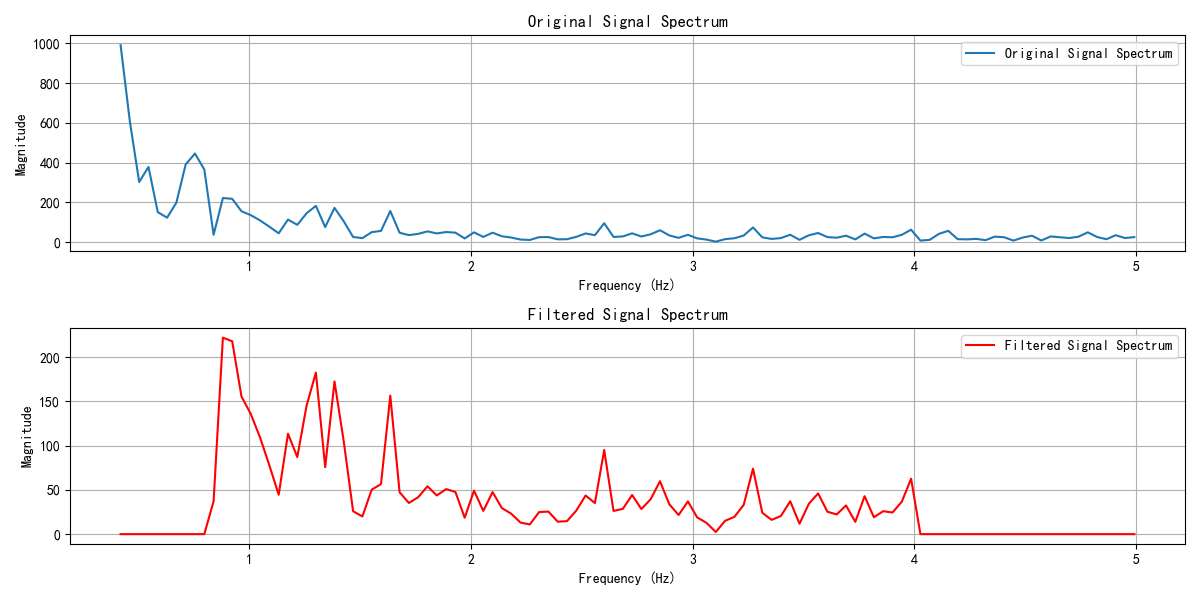 Original Signal Spectrum
1000
800
600
400
200
0
Magnitude
Original Signal Spectrum
1 2 3 4 5
Frequency (Hz)
Filtered Signal Spectrum
200
150
100
50
0
Magnitude
Filtered Signal Spectrum
1 2 3 4 5
Frequency (Hz)